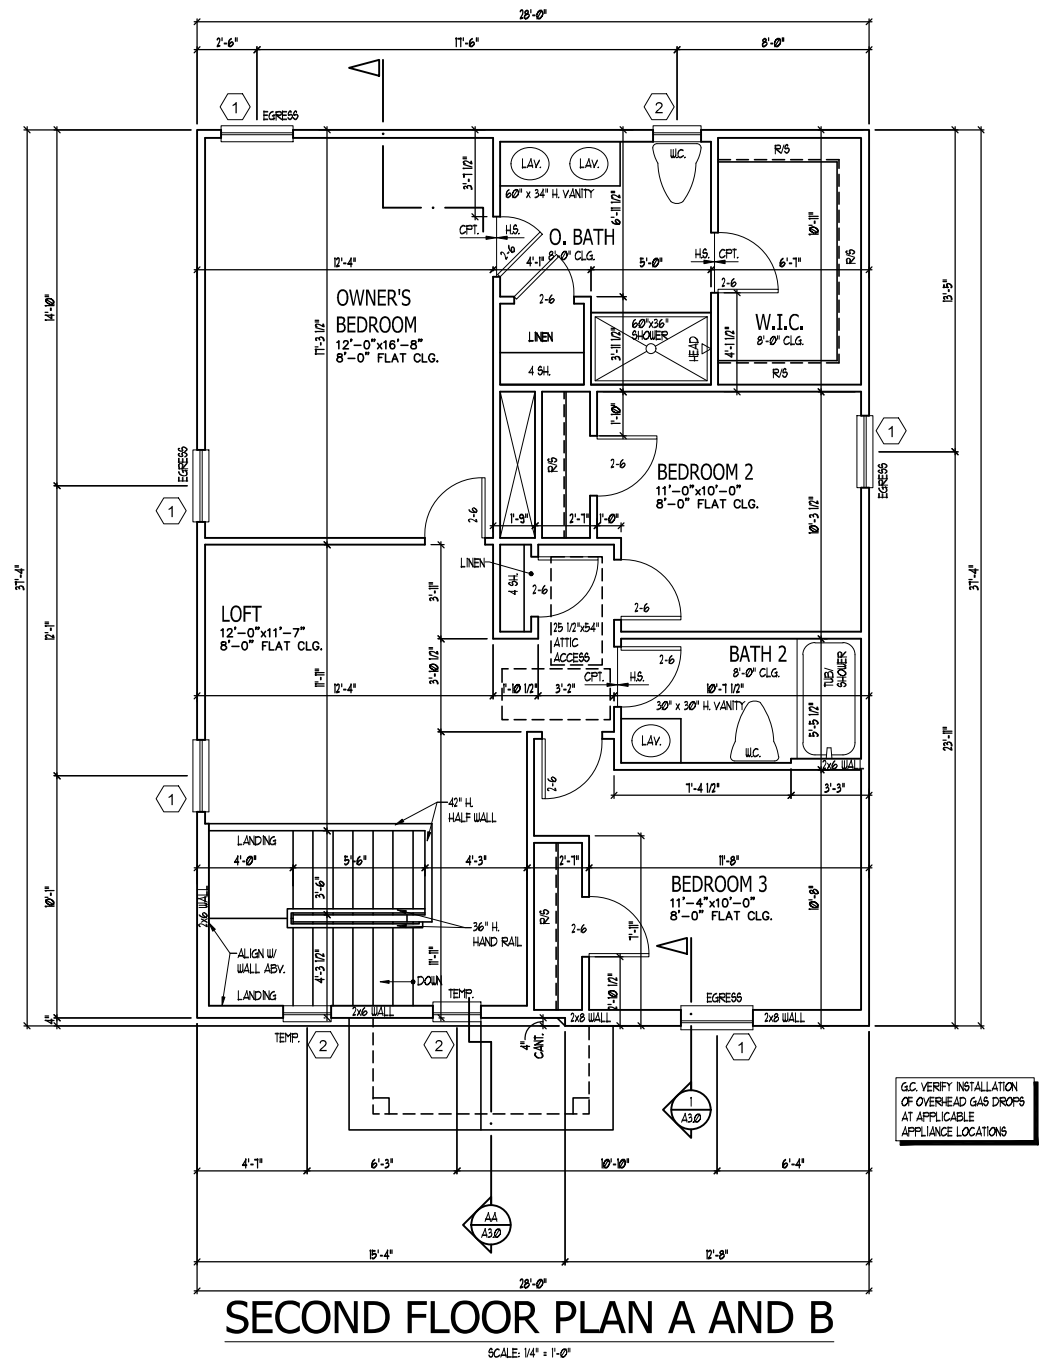 28'-0"
2'-6"
17'-6"
8'-0"
1
EGRESS
2
W.C.
R/S
LAV.
LAV.
60" x 34" H. VANITY
3'-7 1/2"
6'-11 1/2"
10'-11"
CPT.
H.S.
O. BATH
8'-0" CLG.
H.S.
CPT.
R/S
2-6
12'-4"
4'-1"
5'-0"
6'-7"
2-6
2-6
14'-10"
13'-5"
OWNER'S
BEDROOM
12'-0"x16'-8"
8'-0" FLAT CLG.
17'-3 1/2"
LINEN
4 SH.
60"x36"
SHOWER
HEAD
3'-11 1/2"
4'-1 1/2"
W.I.C.
8'-0" CLG.
R/S
1'-10"
EGRESS
1
R/S
2-6
BEDROOM 2
11'-0"x10'-0"
8'-0" FLAT CLG.
1
EGRESS
2-6
1'-9"
2'-7"
1'-0"
10'-3 1/2"
37'-4"
37'-4"
LINEN
4 SH.
2-6
3'-11"
2-6
LOFT
12'-0"x11'-7"
8'-0" FLAT CLG.
12'-1"
25 1/2"x54"
ATTIC
ACCESS
2-6
BATH 2
8'-0" CLG.
TUB/
SHOWER
11'-11"
3'-10 1/2"
CPT.
H.S.
12'-4"
1'-10 1/2"
3'-2"
10'-7 1/2"
30" x 30" H. VANITY
5'-5 1/2"
LAV.
W.C.
23'-11"
2x6 WALL
1
2-6
7'-4 1/2"
3'-3"
42" H.
HALF WALL
LANDING
4'-0"
5'-6"
4'-3"
2'-7"
11'-8"
BEDROOM 3
11'-4"x10'-0"
8'-0" FLAT CLG.
10'-1"
2x6 WALL
3'-6"
R/S
2-6
7'-11"
10'-8"
36" H.
HAND RAIL
ALIGN W/
WALL ABV.
4'-3 1/2"
11'-11"
DOWN
LANDING
TEMP.
2'-10 1/2"
EGRESS
4"
2x6 WALL
2x8 WALL
2x8 WALL
TEMP.
2
2
4"
CANT.
1
G.C. VERIFY INSTALLATION
OF OVERHEAD GAS DROPS
AT APPLICABLE
APPLIANCE LOCATIONS
1
A3.0
4'-7"
6'-3"
10'-10"
6'-4"
AA
A3.0
15'-4"
12'-8"
28'-0"
SECOND FLOOR PLAN A AND B
SCALE: 1/4" = 1'-0"